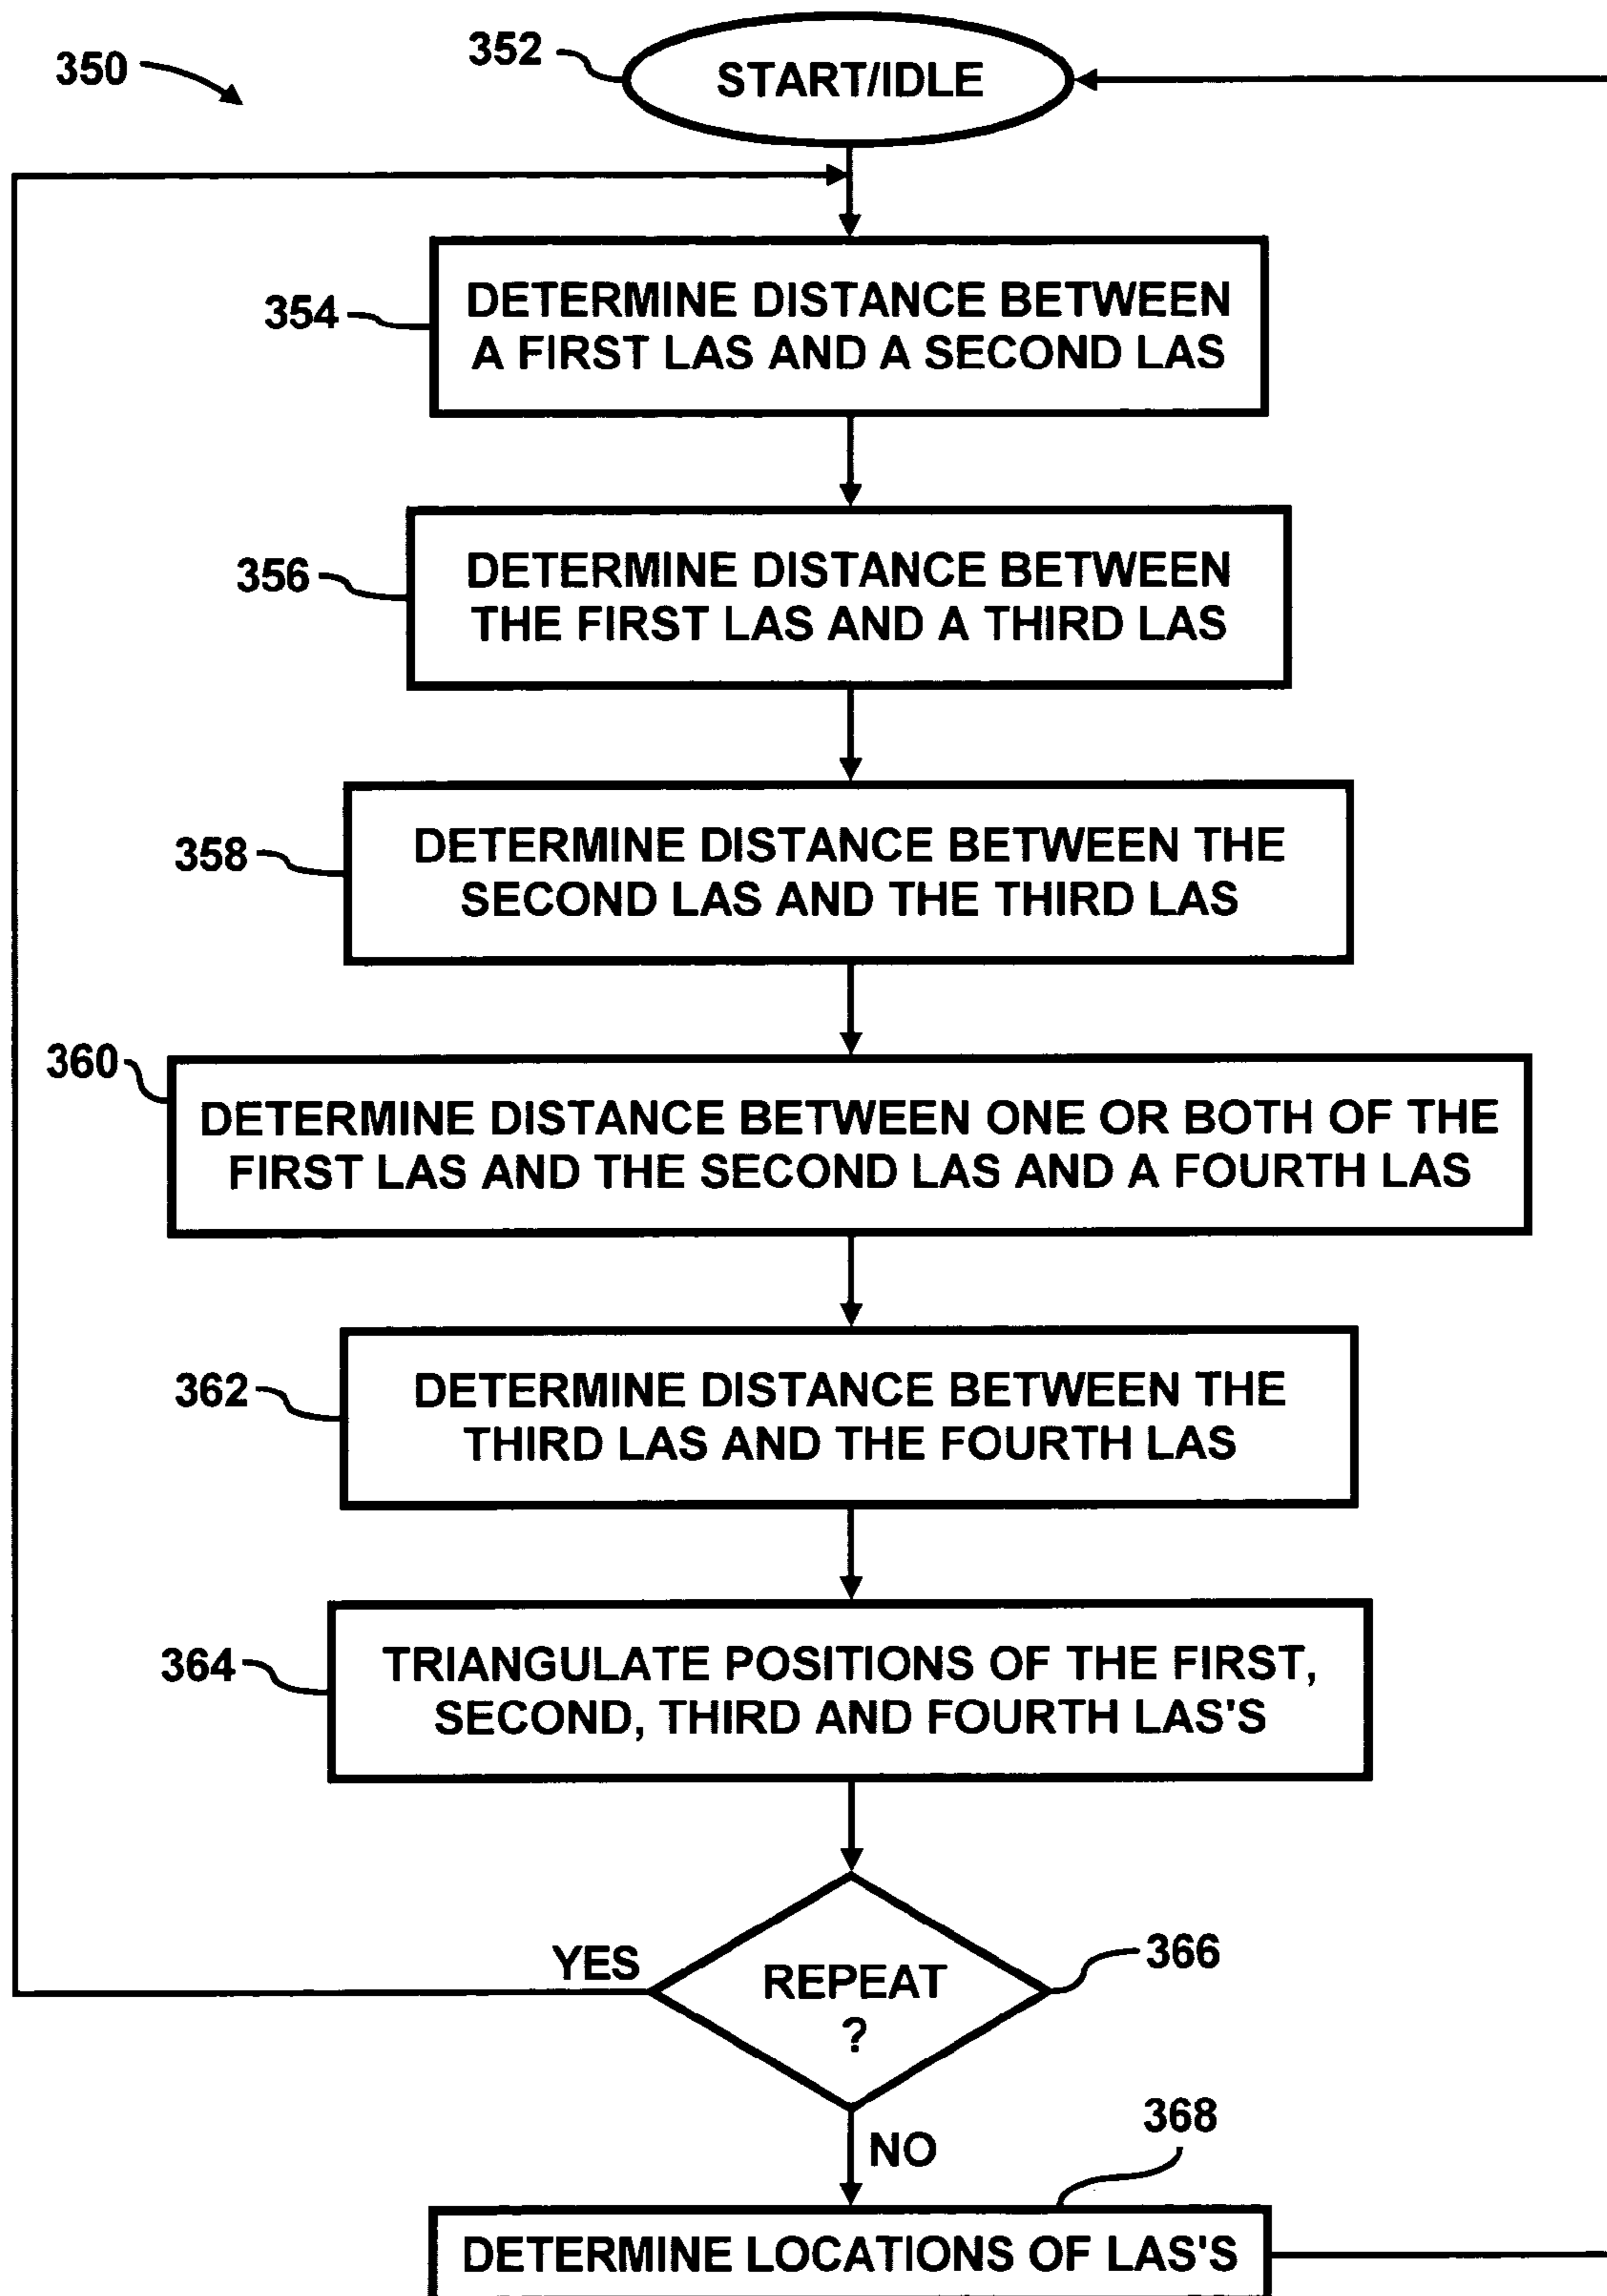 350
352
START/IDLE
354
DETERMINE DISTANCE BETWEEN
A FIRST LAS AND A SECOND LAS
356
DETERMINE DISTANCE BETWEEN
THE FIRST LAS AND A THIRD LAS
358
DETERMINE DISTANCE BETWEEN THE
SECOND LAS AND THE THIRD LAS
360
DETERMINE DISTANCE BETWEEN ONE OR BOTH OF THE
FIRST LAS AND THE SECOND LAS AND A FOURTH LAS
362
DETERMINE DISTANCE BETWEEN THE
THIRD LAS AND THE FOURTH LAS
364
TRIANGULATE POSITIONS OF THE FIRST,
SECOND, THIRD AND FOURTH LAS'S
YES
REPEAT
?
366
NO
368
DETERMINE LOCATIONS OF LAS'S